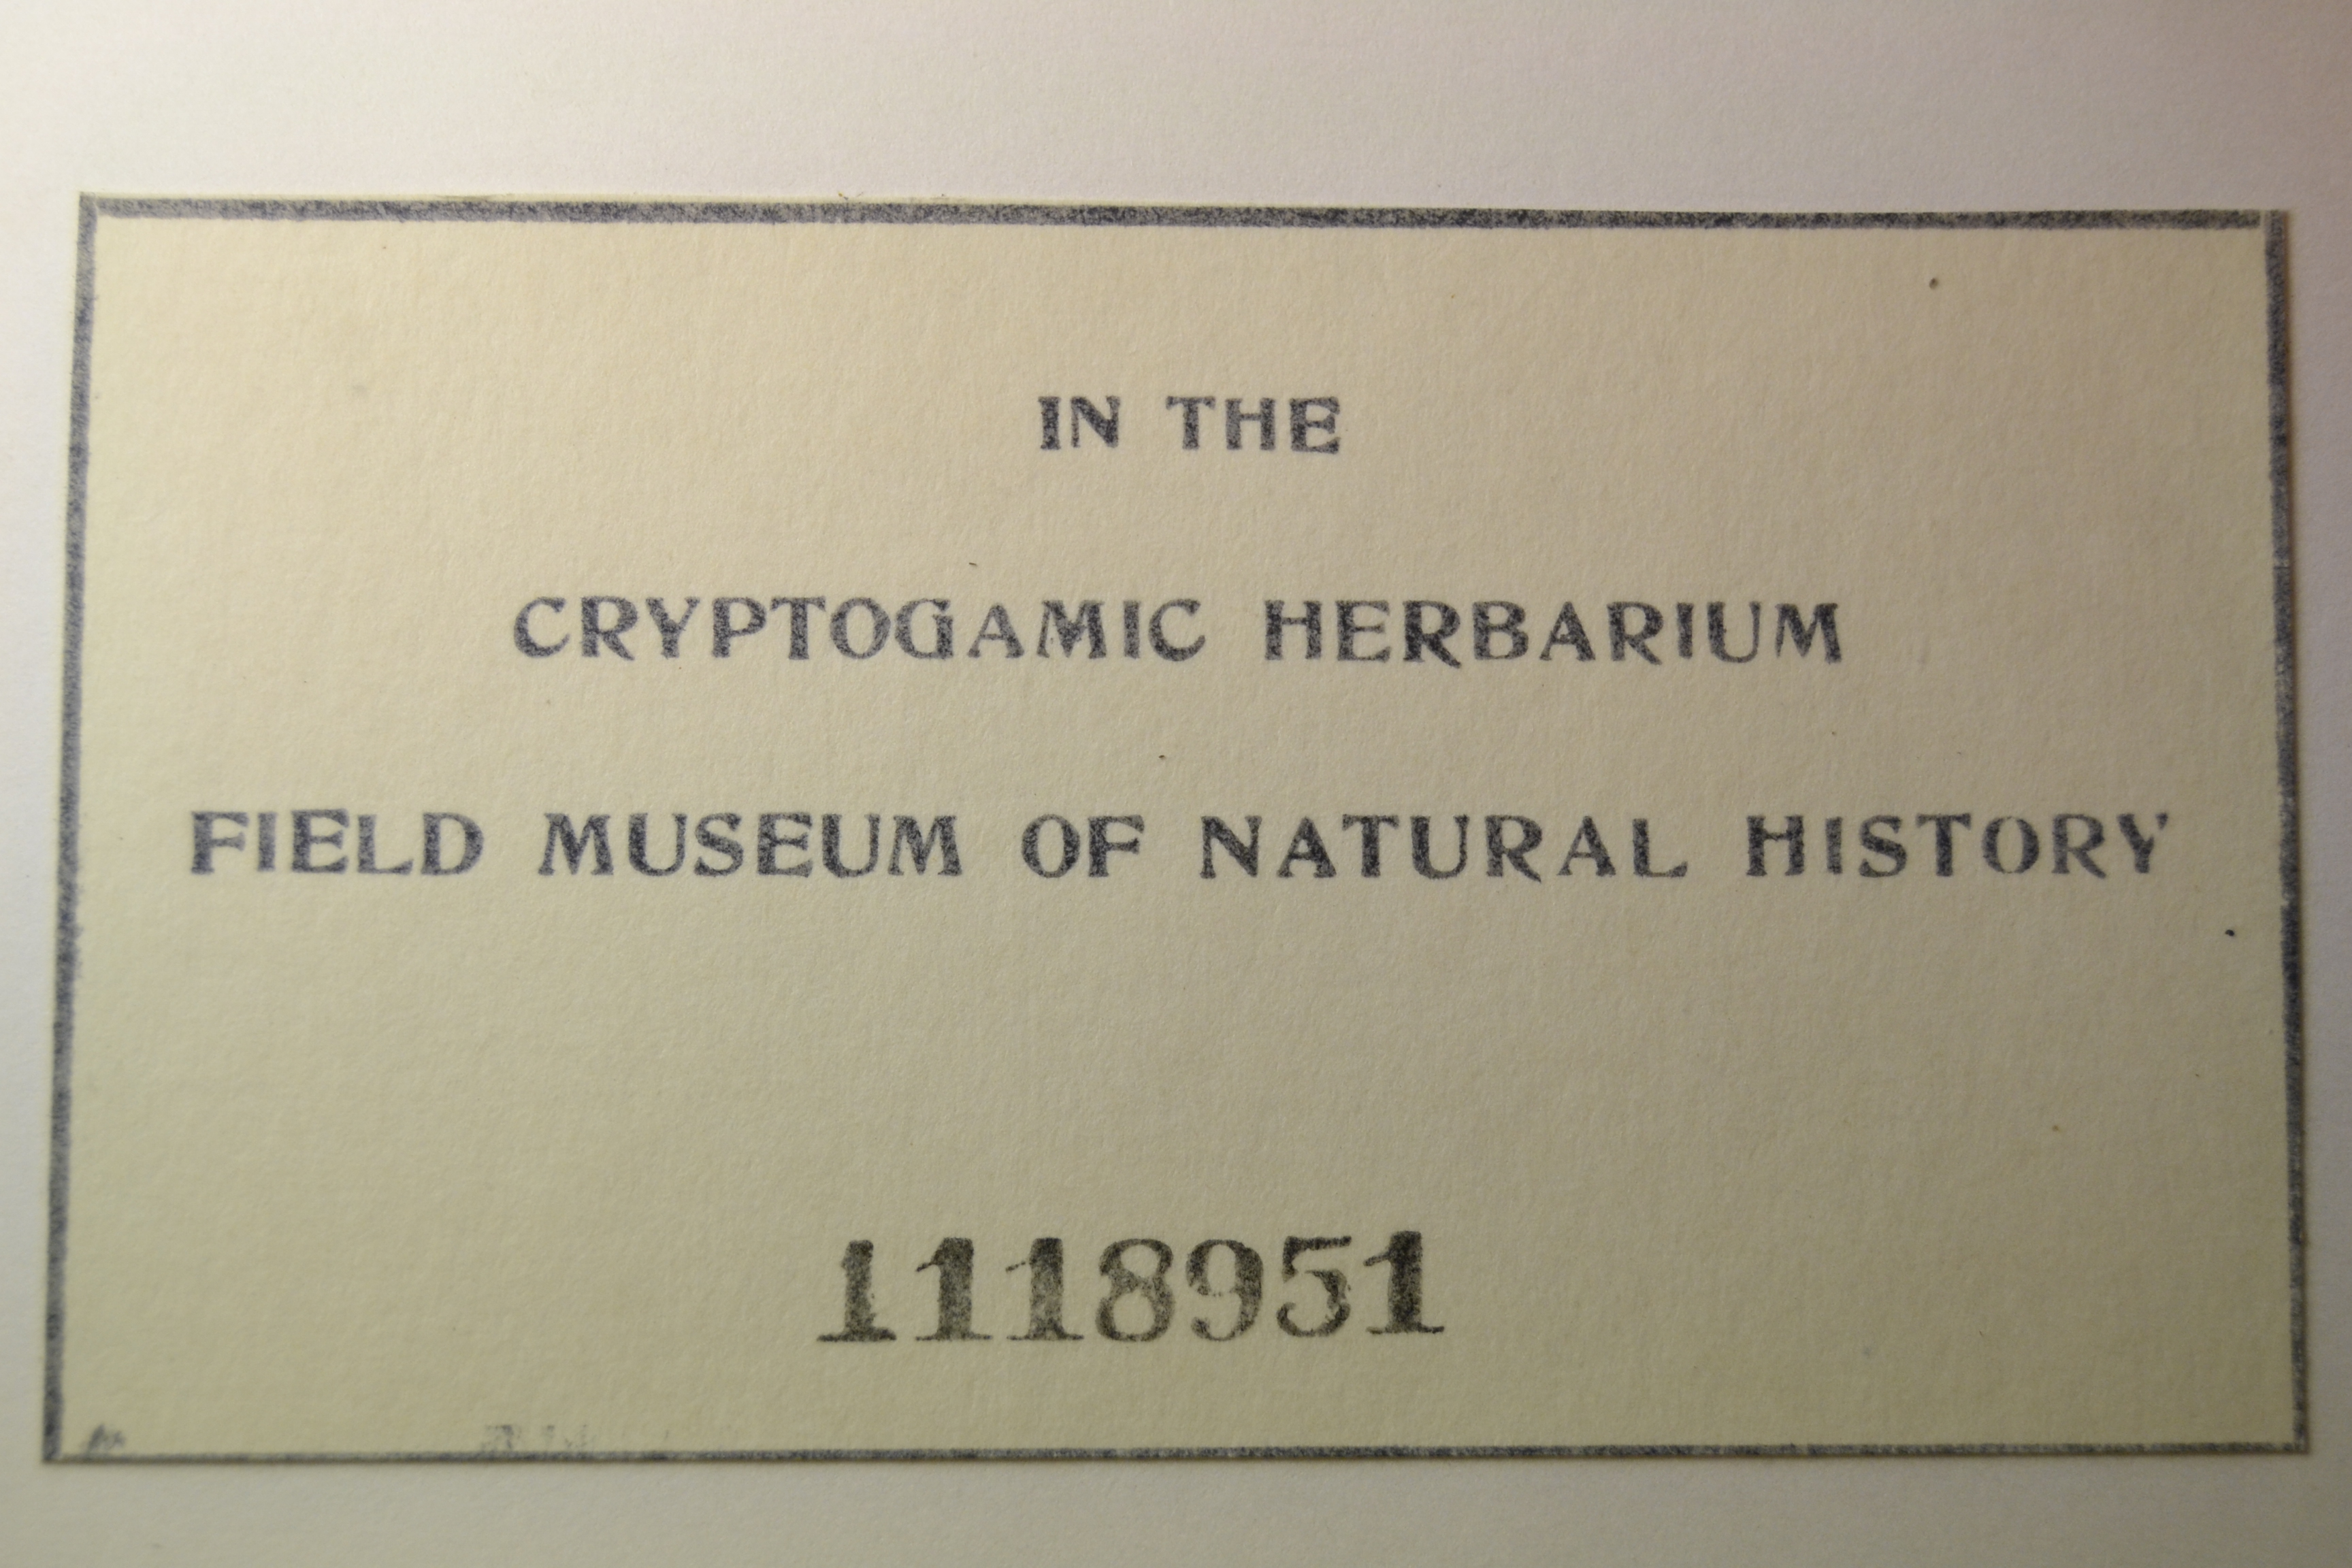 IN THE
CRYPTOGAMIC HERBARIUM
FIELD MUSEUM OF NATURAL HISTORY
1118951